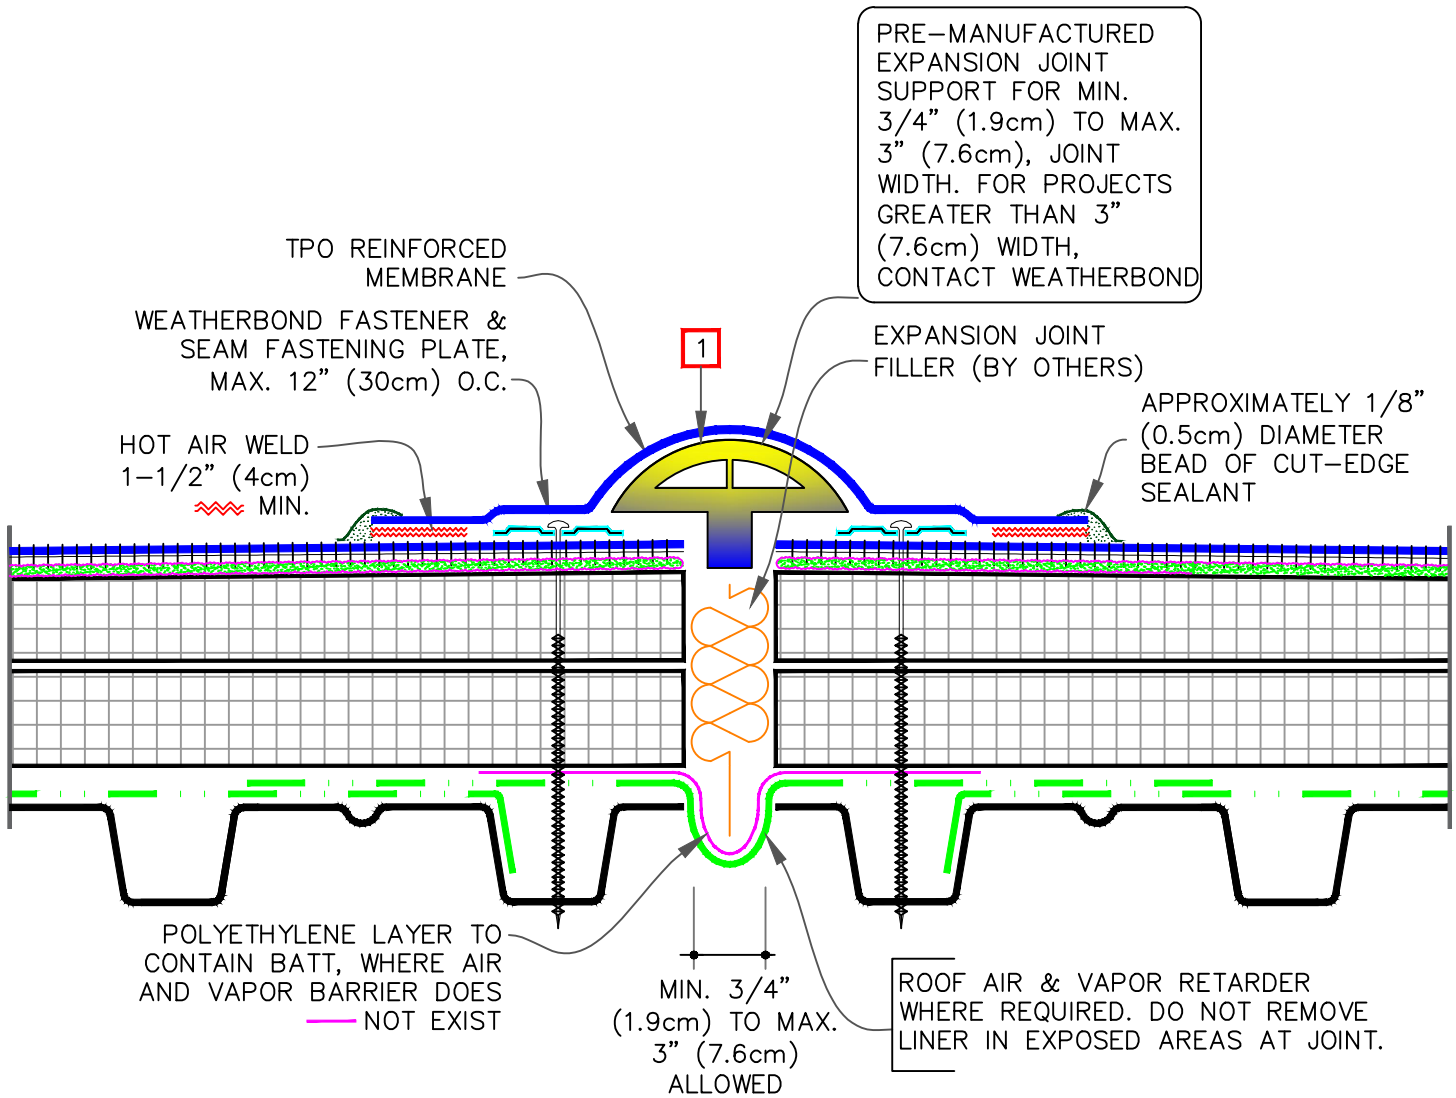 PRE-MANUFACTURED
EXPANSION JOINT
SUPPORT FOR MIN.
3/4” (1.9cm) TO MAX.
3” (7.6cm), JOINT
WIDTH. FOR PROJECTS
GREATER THAN 3”
(7.6cm) WIDTH,
CONTACT WEATHERBOND
TPO REINFORCED
MEMBRANE
WEATHERBOND FASTENER &
SEAM FASTENING PLATE,
MAX. 12” (30cm) O.C.
1
EXPANSION JOINT
FILLER (BY OTHERS)
HOT AIR WELD
1-1/2” (4cm)
MIN.
APPROXIMATELY 1/8”
(0.5cm) DIAMETER
BEAD OF CUT-EDGE
SEALANT
POLYETHYLENE LAYER TO
CONTAIN BATT, WHERE AIR
AND VAPOR BARRIER DOES
NOT EXIST
MIN. 3/4”
(1.9cm) TO MAX.
3” (7.6cm)
ALLOWED
ROOF AIR & VAPOR RETARDER
WHERE REQUIRED. DO NOT REMOVE
LINER IN EXPOSED AREAS AT JOINT.